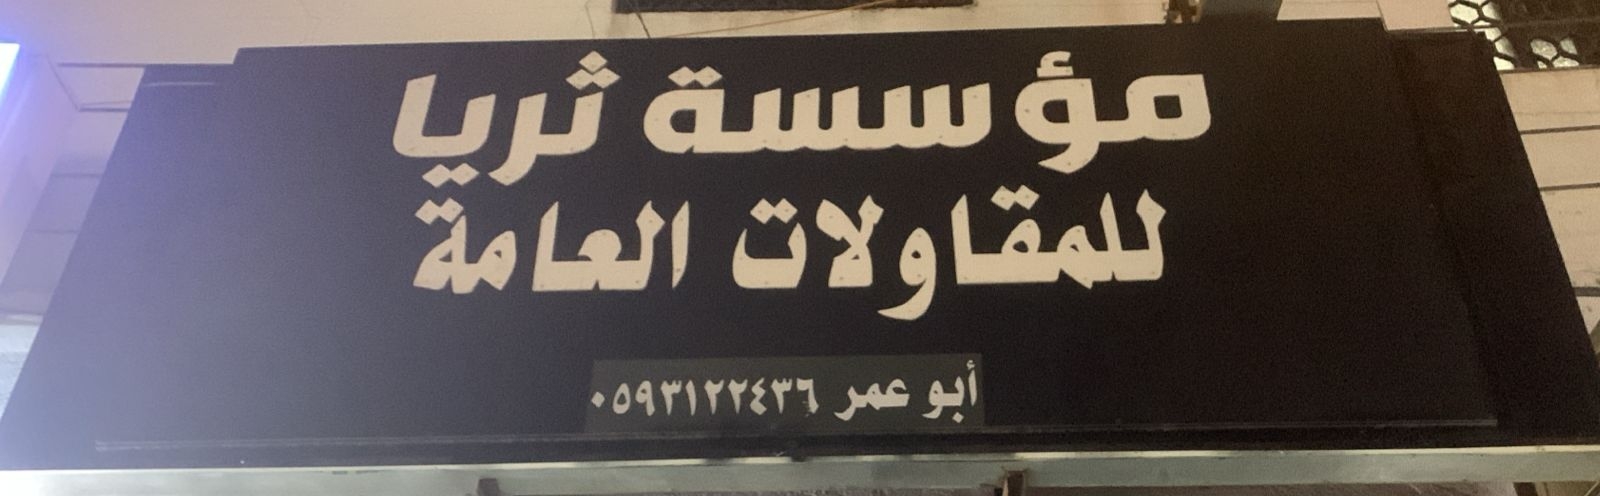 مؤسسة ثريا
للمقاولات العامة
أبو عمر ٠٥٩٣١٢٢٤٣٦